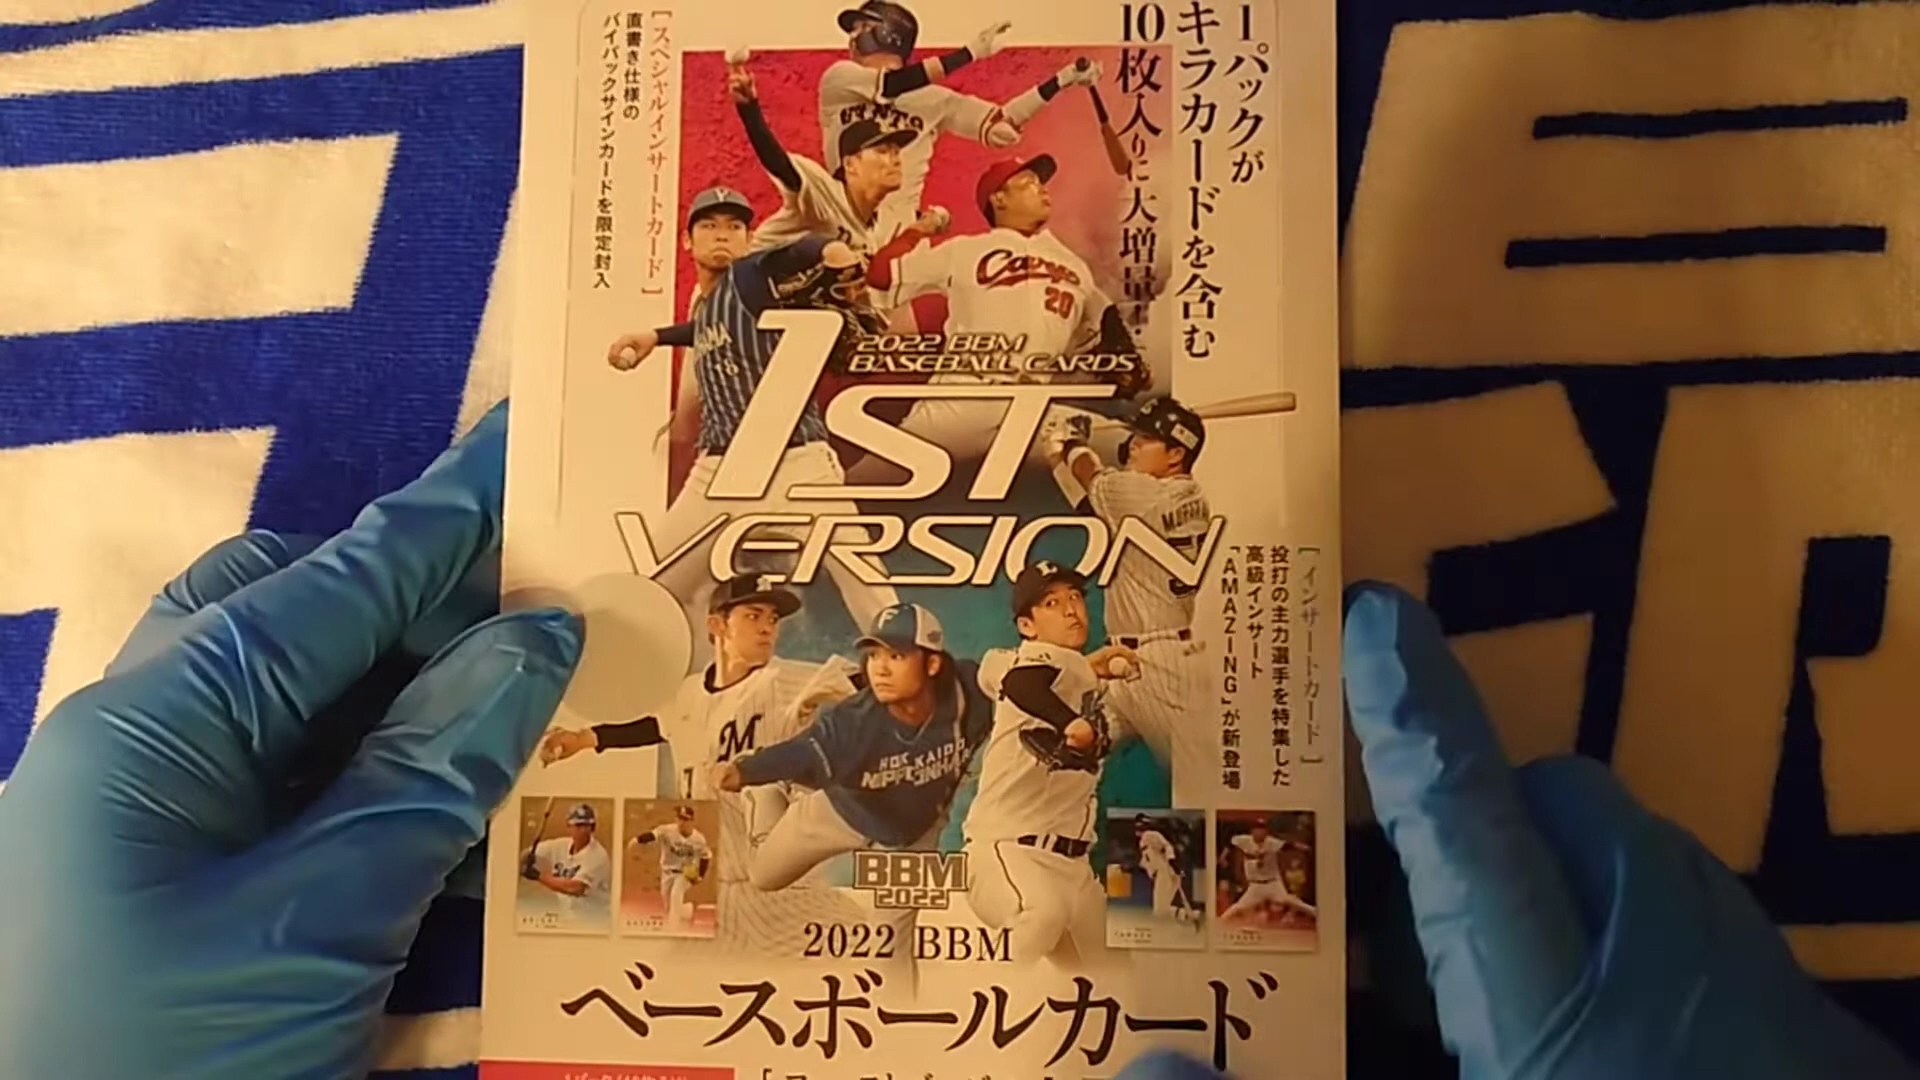 1パックが
キラカードを含む
10枚入りに大増量!
[スペシャルインサートカード]
直書き仕様の
バイバックサインカードを限定封入
2022 BBM
BASEBALL CARDS
1ST
VERSION
Carp
20
[インサートカード]
投打の主力選手を特集した
高級インサート
「AMAZING」が新登場
M
HOKKAIDO
NIPPONHAM
BBM
2022
2022 BBM
ベースボールカード